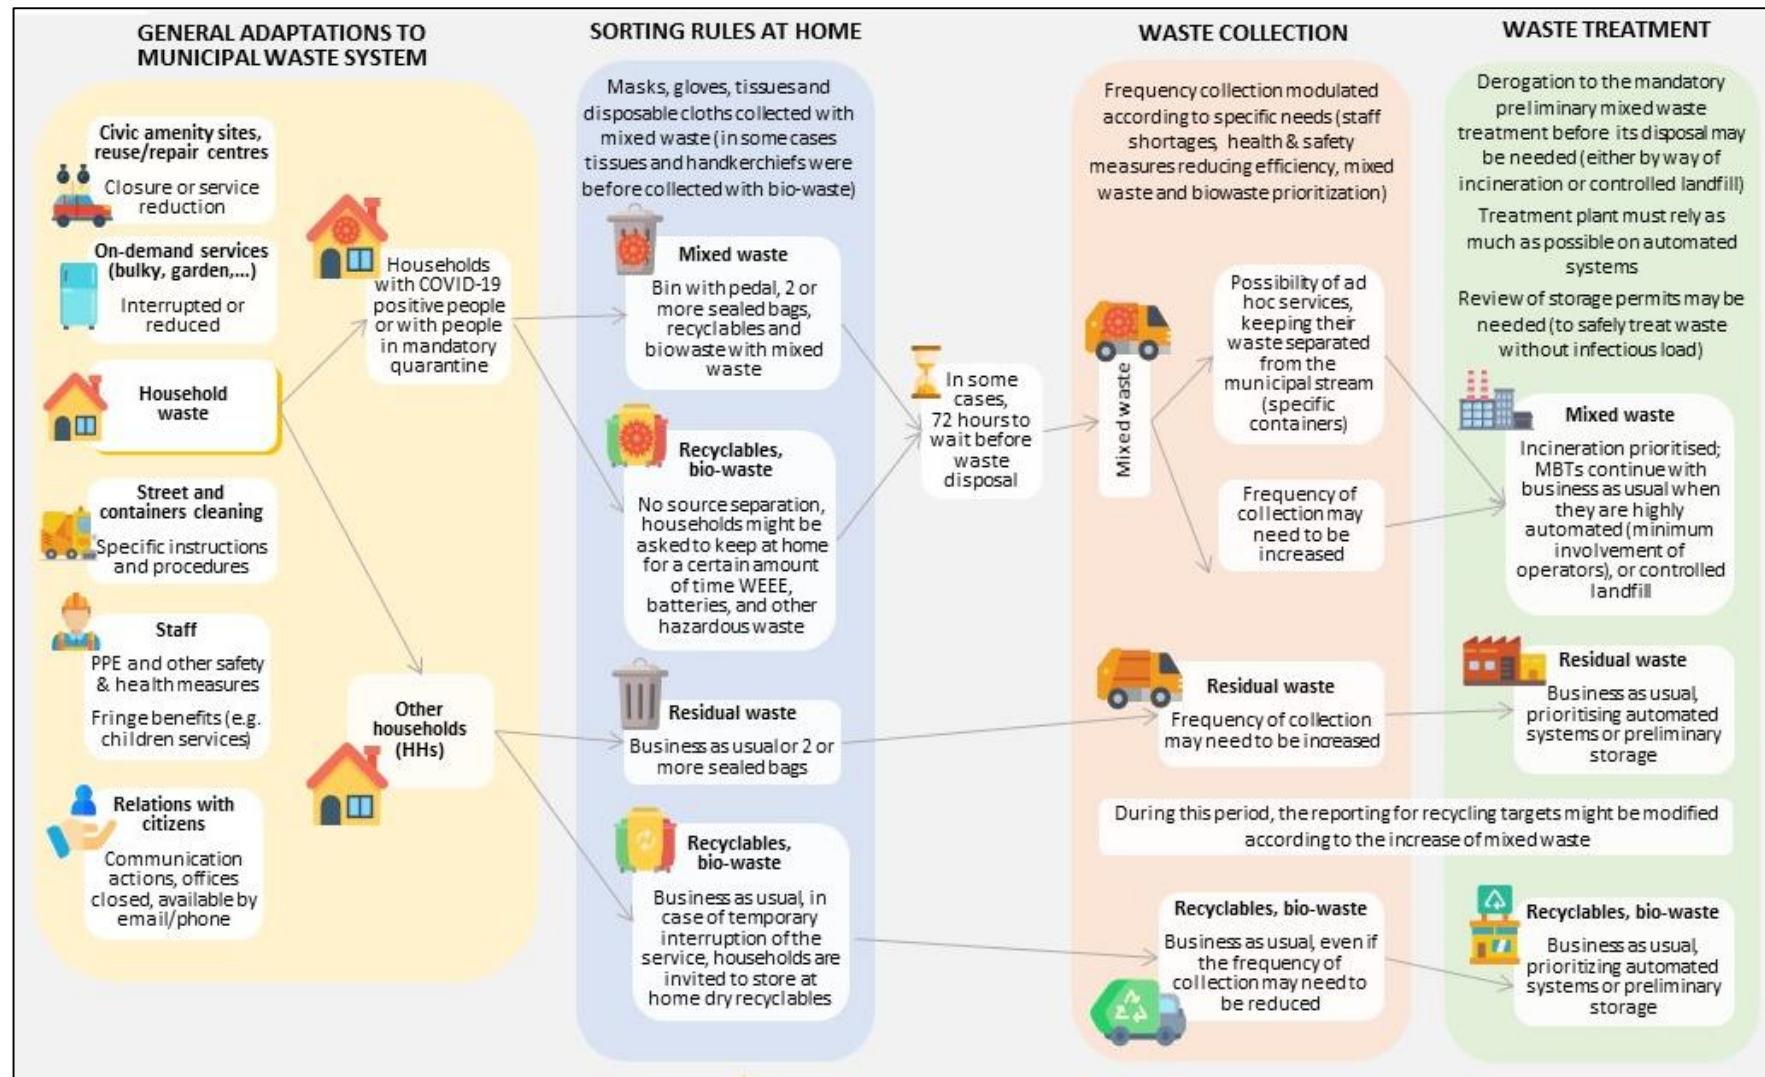 GENERAL ADAPTATIONS TO
MUNICIPAL WASTE SYSTEM
Civic amenity sites,
reuse/repair centres
Closure or service
reduction
On-demand services
(bulky, garden,...)
Interrupted or
reduced
Household
waste
Street and
containers cleaning
Specific instructions
and procedures
Staff
PPE and other safety
& health measures
Fringe benefits (e.g.
children services)
Relations with
citizens
Communication
actions, offices
closed, available by
email/phone
Households
with COVID-19
positive people
or with people
in mandatory
quarantine
Other
households
(HHs)
SORTING RULES AT HOME
Masks, gloves, tissues and
disposable cloths collected with
mixed waste (in some cases
tissues and handkerchiefs were
before collected with bio-waste)
Mixed waste
Bin with pedal, 2 or
more sealed bags,
recyclables and
biowaste with mixed
waste
Recyclables,
bio-waste
No source separation,
households might be
asked to keep at home
for a certain amount
of time WEEE,
batteries, and other
hazardous waste
Residual waste
Business as usual or 2 or
more sealed bags
Recyclables,
bio-waste
Business as usual, in
case of temporary
interruption of the
service, households are
invited to store at
home dry recyclables
In some
cases,
72 hours to
wait before
waste
disposal
WASTE COLLECTION
Frequency collection modulated
according to specific needs (staff
shortages, health & safety
measures reducing efficiency, mixed
waste and biowaste prioritization)
Mixed waste
Possibility of ad
hoc services,
keeping their
waste separated
from the
municipal stream
(specific
containers)
Frequency of
collection may
need to be
increased
Residual waste
Frequency of collection
may need to be increased
During this period, the reporting for recycling targets might be modified
according to the increase of mixed waste
Recyclables, bio-waste
Business as usual, even if
the frequency of
collection may need to
be reduced
WASTE TREATMENT
Derogation to the mandatory
preliminary mixed waste
treatment before its disposal may
be needed (either by way of
incineration or controlled landfill)
Treatment plant must rely as
much as possible on automated
systems
Review of storage permits may be
needed (to safely treat waste
without infectious load)
Mixed waste
Incineration prioritised;
MBTs continue with
business as usual when
they are highly
automated (minimum
involvement of
operators), or controlled
landfill
Residual waste
Business as usual,
prioritising automated
systems or preliminary
storage
Recyclables, bio-waste
Business as usual,
prioritizing automated
systems or preliminary
storage